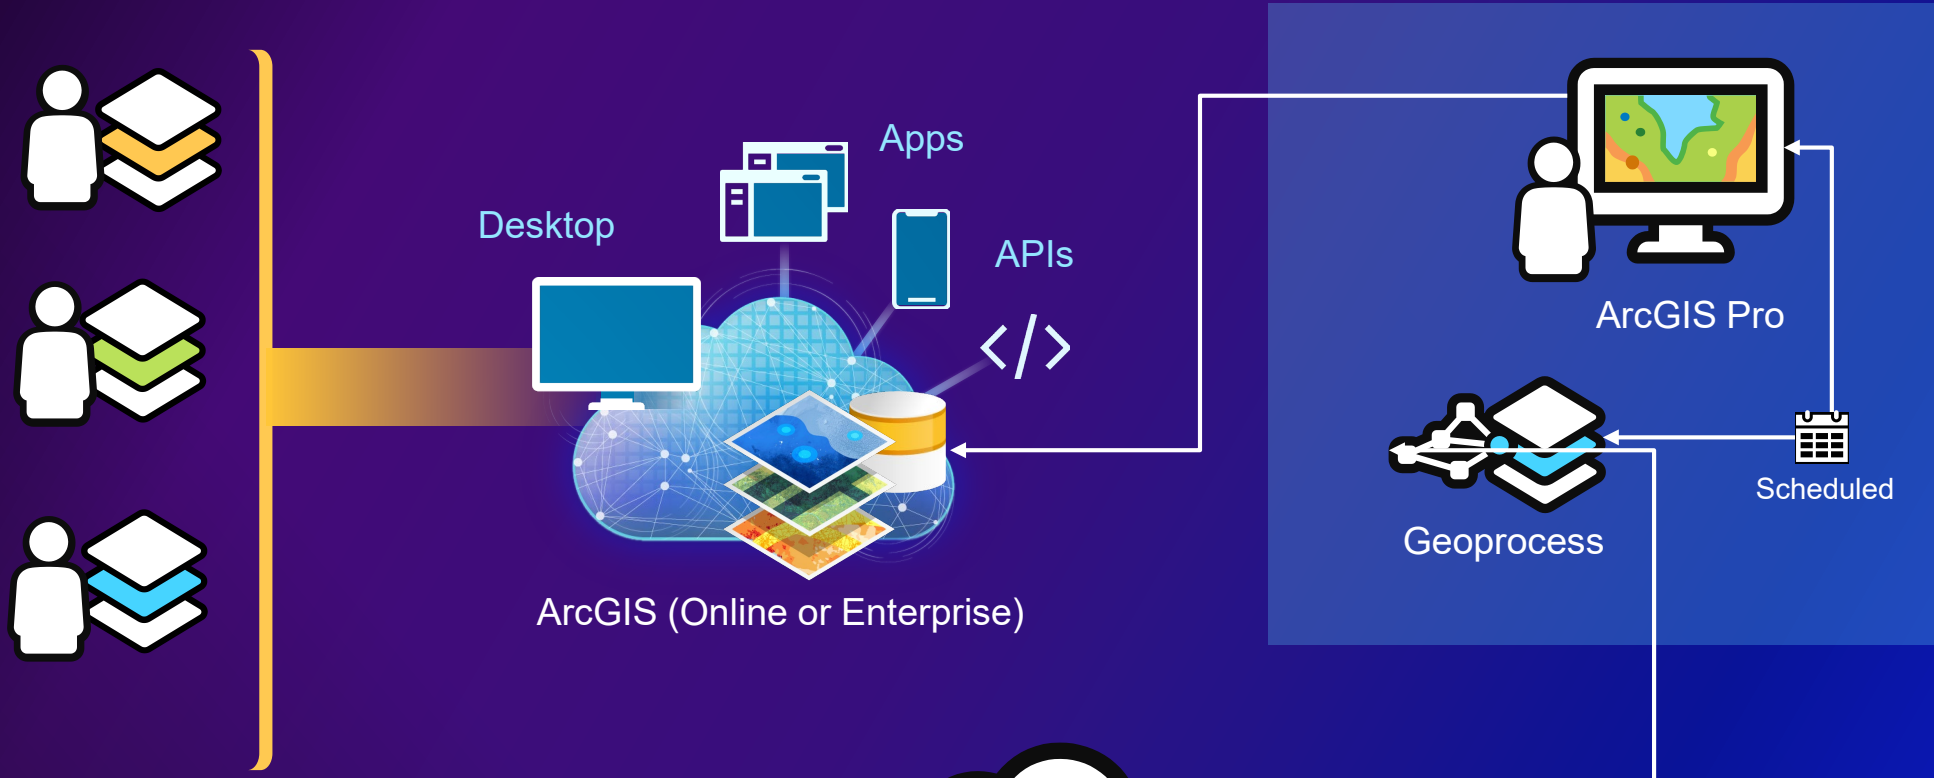 Apps
Desktop
APIs
</>
ArcGIS (Online or Enterprise)
ArcGIS Pro
Scheduled
Geoprocess